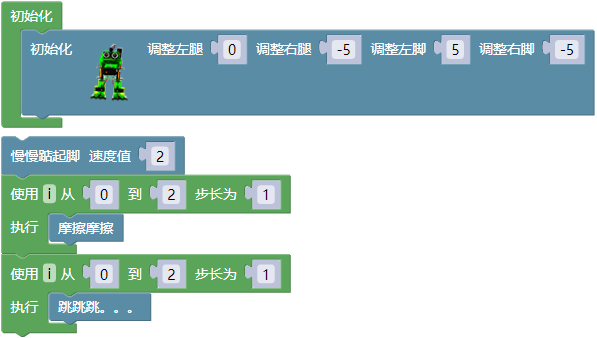 初始化
初始化 调整左腿 0 调整右腿 -5 调整左脚 5 调整右脚 -5
慢慢踮起脚 速度值 2
使用 i 从 0 到 2 步长为 1
执行 摩擦摩擦
使用 i 从 0 到 2 步长为 1
执行 跳跳跳。。。